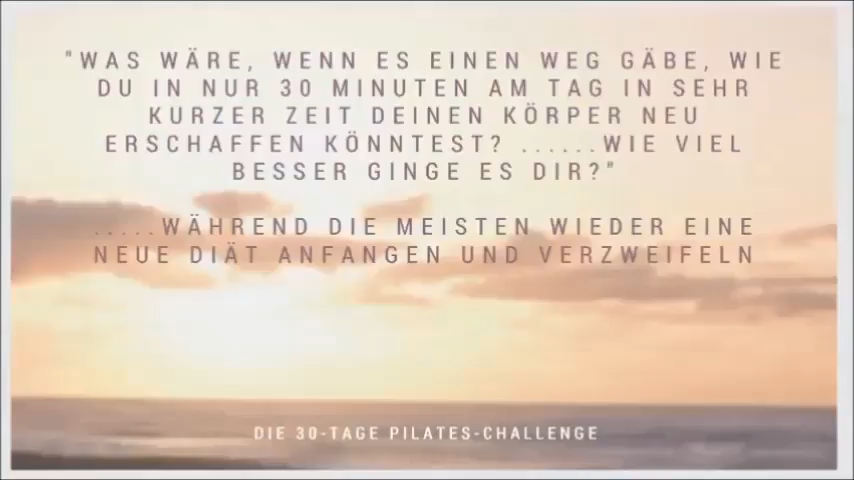 "WAS WÄRE, WENN ES EINEN WEG GÄBE, WIE
DU IN NUR 30 MINUTEN AM TAG IN SEHR
KURZER ZEIT DEINEN KÖRPER NEU
ERSCHAFFEN KÖNNTEST? ......WIE VIEL
BESSER GINGE ES DIR?"
.....WÄHREND DIE MEISTEN WIEDER EINE
NEUE DIÄT ANFANGEN UND VERZWEIFELN
DIE 30-TAGE PILATES-CHALLENGE